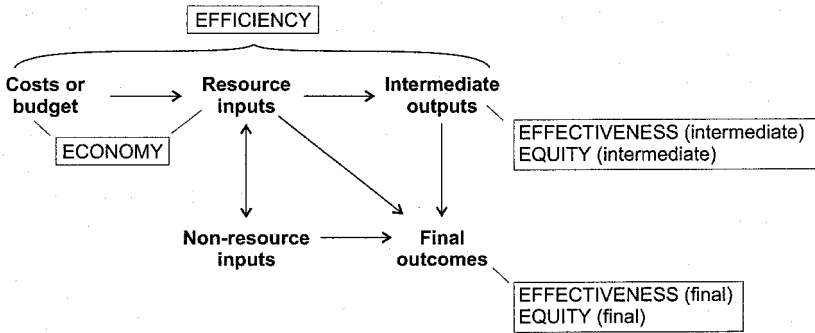 EFFICIENCY
Costs or
budget
Resource
inputs
Intermediate
outputs
ECONOMY
EFFECTIVENESS (intermediate)
EQUITY (intermediate)
Non-resource
inputs
Final
outcomes
EFFECTIVENESS (final)
EQUITY (final)